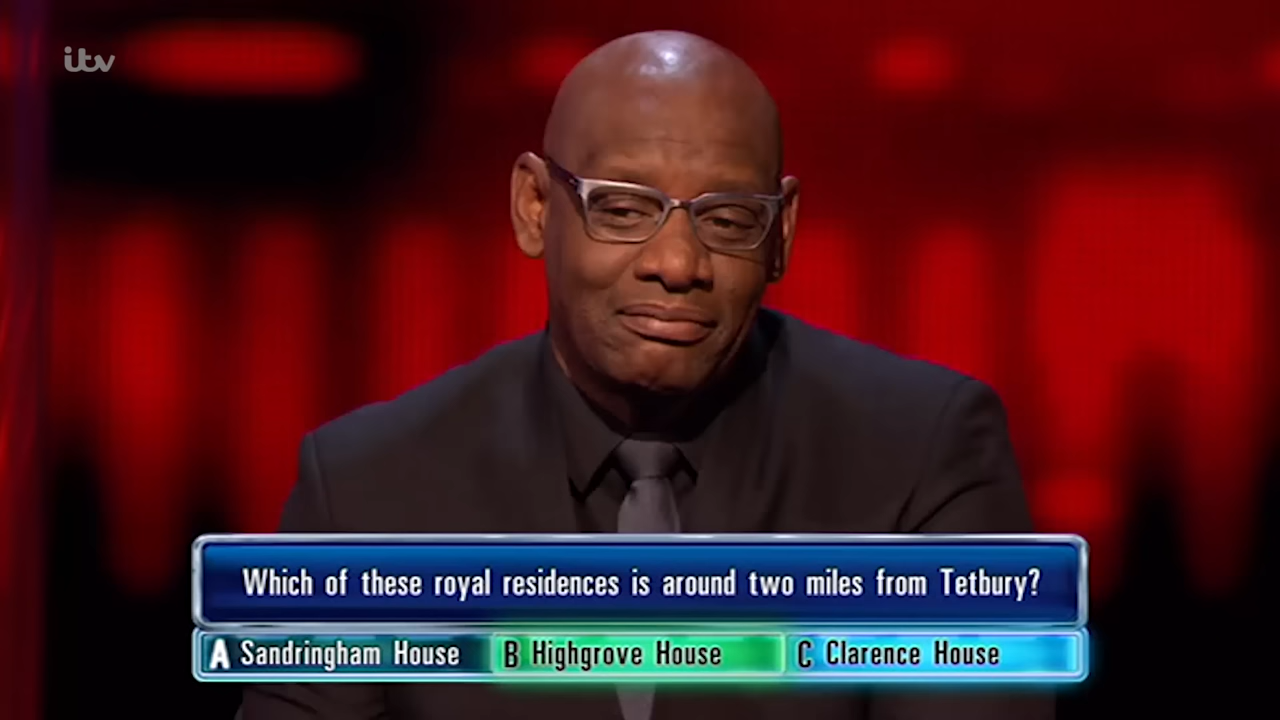 itv
Which of these royal residences is around two miles from Tetbury?
A Sandringham House B Highgrove House C Clarence House